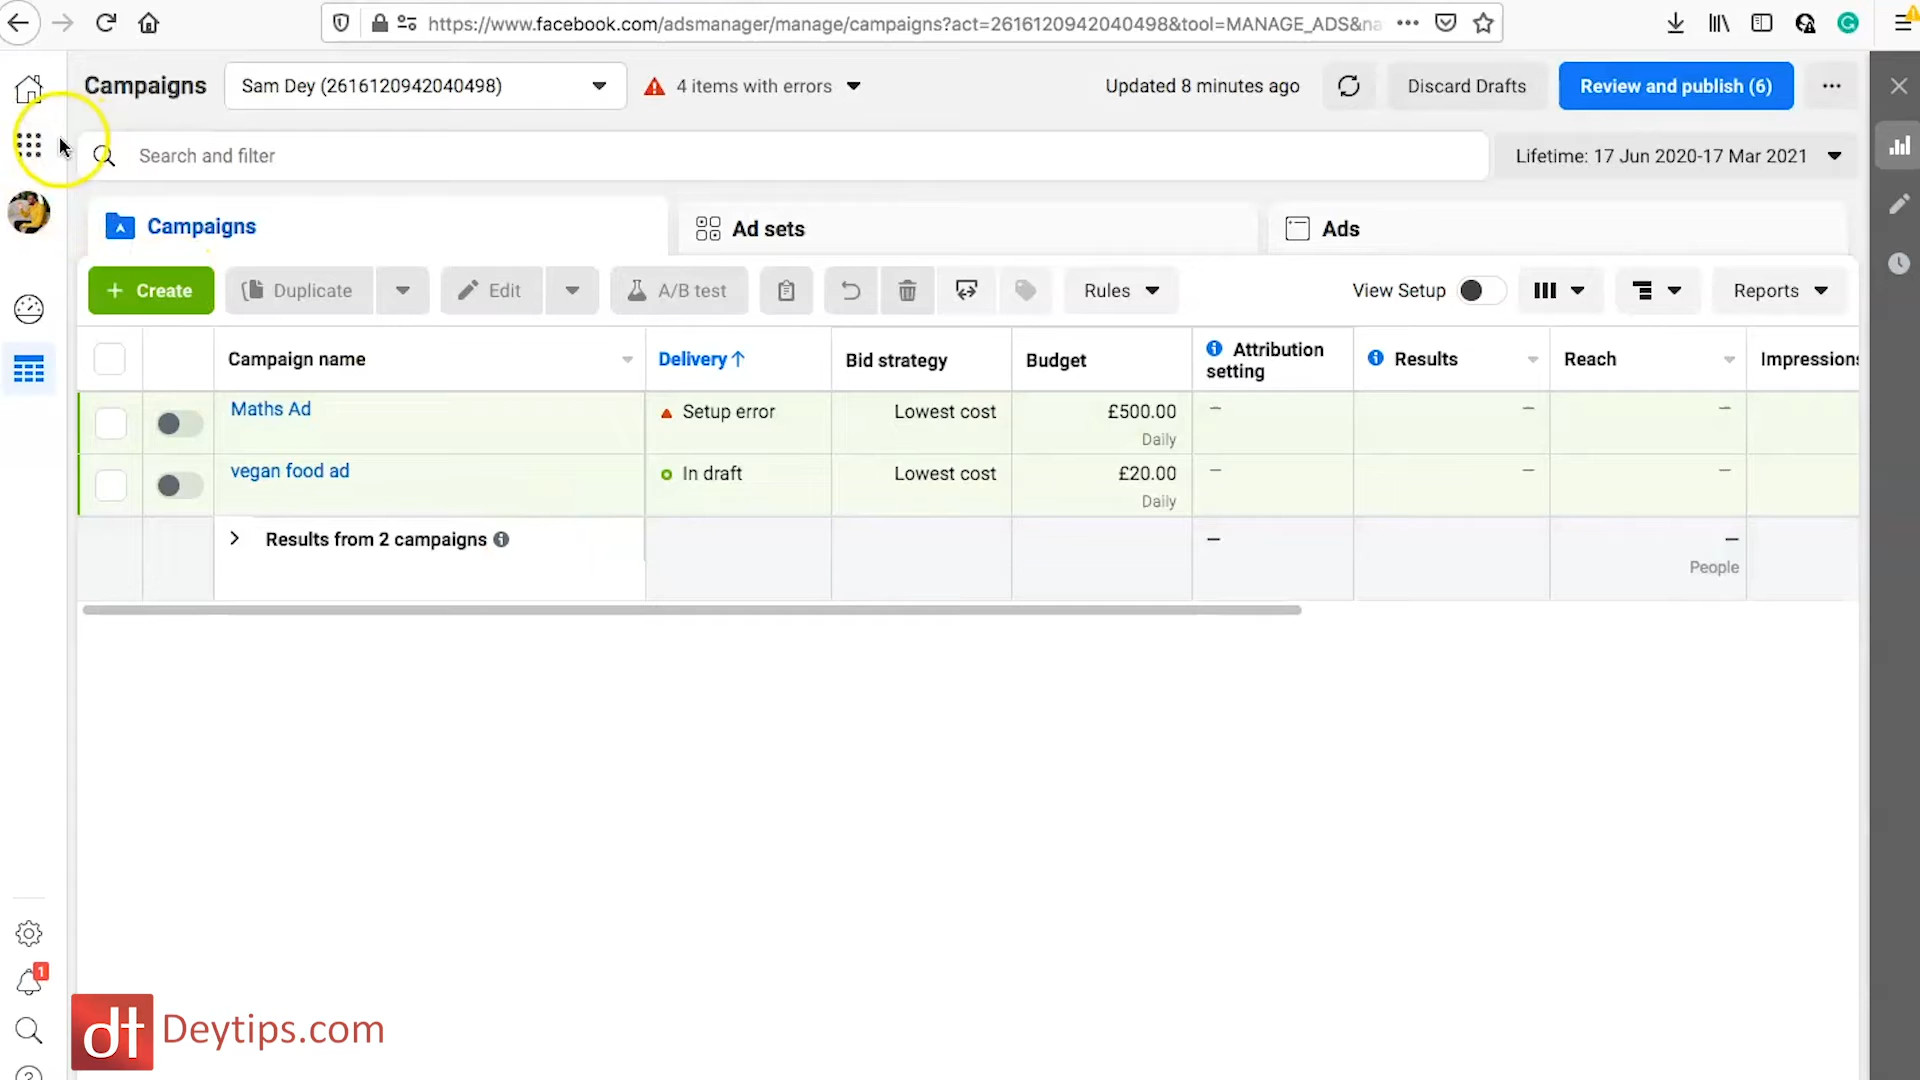 https://www.facebook.com/adsmanager/manage/campaigns?act=2616120942040498&tool=MANAGE_ADS&na
Campaigns
Sam Dey (2616120942040498)
4 items with errors
Updated 8 minutes ago
Discard Drafts
Review and publish (6)
Search and filter
Lifetime: 17 Jun 2020-17 Mar 2021
Campaigns
Ad sets
Ads
+ Create
Duplicate
Edit
A/B test
Rules
View Setup
Reports
Campaign name
Delivery↑
Bid strategy
Budget
Attribution
setting
Results
Reach
Impressions
Maths Ad
Setup error
Lowest cost
£500.00
Daily
—
—
—
vegan food ad
In draft
Lowest cost
£20.00
Daily
—
—
—
Results from 2 campaigns
—
—
People
1
dt
Deytips.com